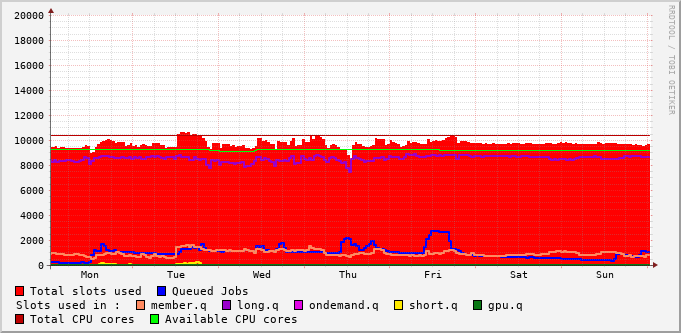 20000
18000
16000
14000
12000
10000
8000
6000
4000
2000
0
Mon Tue Wed Thu Fri Sat Sun
Total slots used Queued Jobs
Slots used in : member.q long.q ondemand.q short.q gpu.q
Total CPU cores Available CPU cores
RRDTOOL / TOBI OETIKER